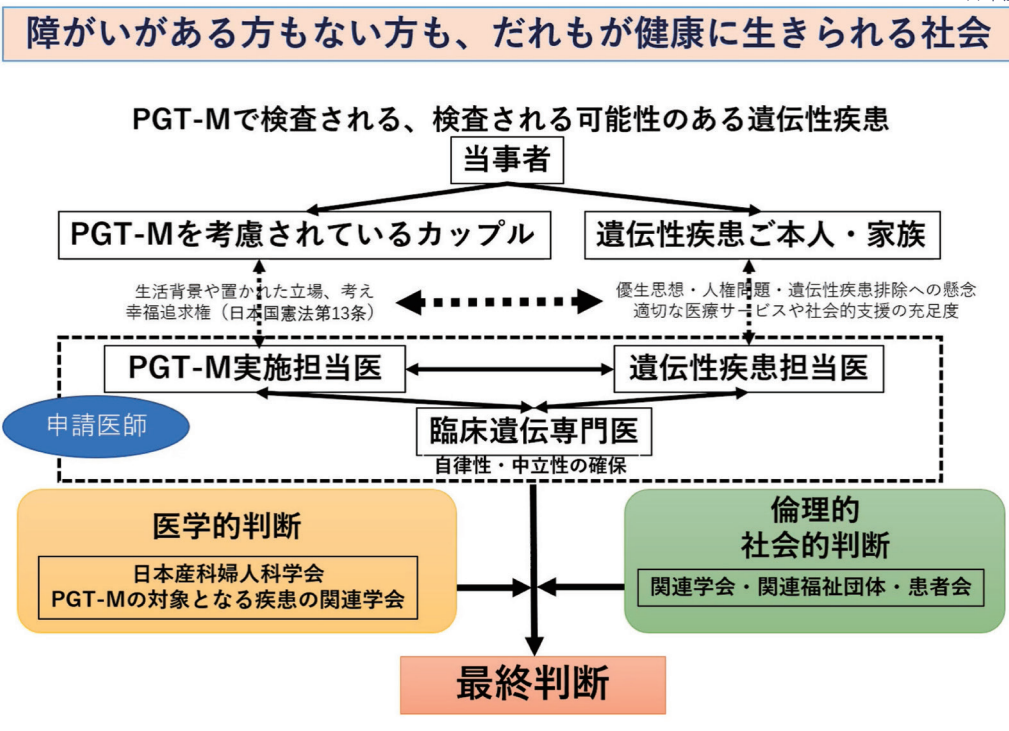 障がいがある方もない方も、だれもが健康に生きられる社会
PGT-Mで検査される、検査される可能性のある遺伝性疾患
当事者
PGT-Mを考慮されているカップル
遺伝性疾患ご本人・家族
生活背景や置かれた立場、考え
幸福追求権（日本国憲法第13条）
優生思想・人権問題・遺伝性疾患排除への懸念
適切な医療サービスや社会的支援の充足度
PGT-M実施担当医
遺伝性疾患担当医
申請医師
臨床遺伝専門医
自律性・中立性の確保
医学的判断
日本産科婦人科学会
PGT-Mの対象となる疾患の関連学会
倫理的
社会的判断
関連学会・関連福祉団体・患者会
最終判断